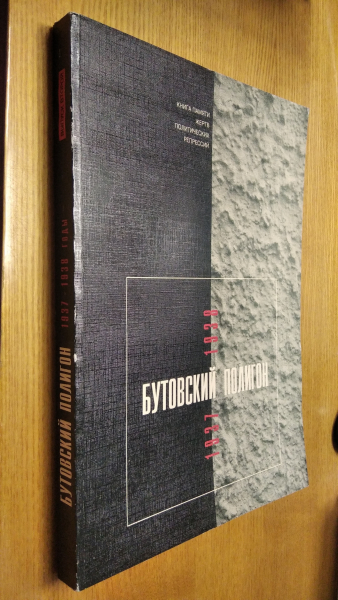 КНИГА ПАМЯТИ
ЖЕРТВ
ПОЛИТИЧЕСКИХ
РЕПРЕССИЙ
1937 1938
БУТОВСКИЙ ПОЛИГОН
БУТОВСКИЙ ПОЛИГОН 1937 - 1938 ГОДЫ